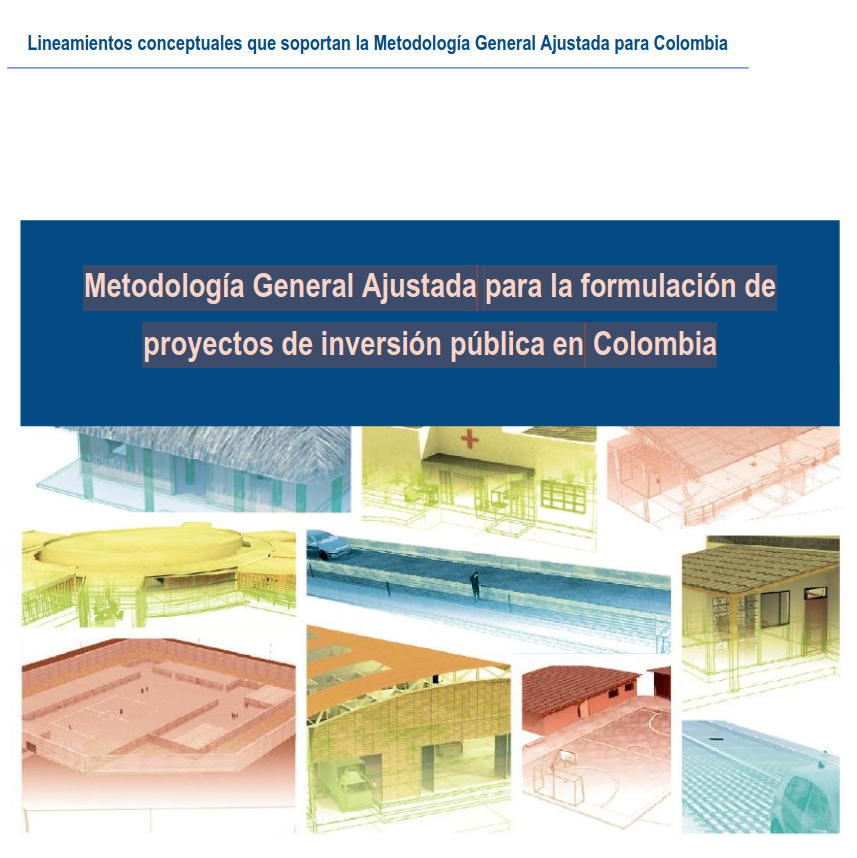 Lineamientos conceptuales que soportan la Metodología General Ajustada para Colombia
Metodología General Ajustada para la formulación de
proyectos de inversión pública en Colombia